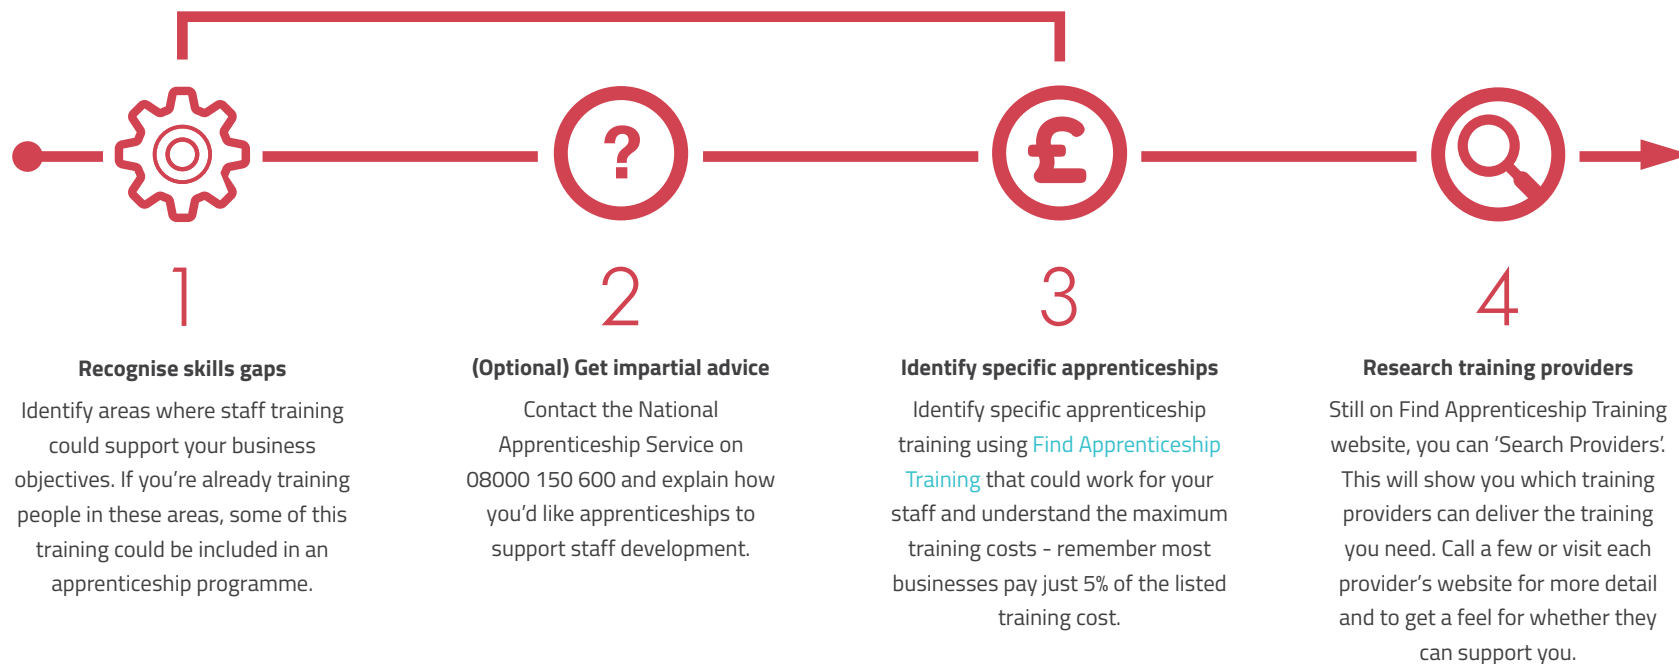 ?
£
1
Recognise skills gaps
Identify areas where staff training
could support your business
objectives. If you're already training
people in these areas, some of this
training could be included in an
apprenticeship programme.
2
(Optional) Get impartial advice
Contact the National
Apprenticeship Service on
08000 150 600 and explain how
you'd like apprenticeships to
support staff development.
3
Identify specific apprenticeships
Identify specific apprenticeship
training using Find Apprenticeship
Training that could work for your
staff and understand the maximum
training costs - remember most
businesses pay just 5% of the listed
training cost.
4
Research training providers
Still on Find Apprenticeship Training
website, you can ‘Search Providers’.
This will show you which training
providers can deliver the training
you need. Call a few or visit each
provider's website for more detail
and to get a feel for whether they
can support you.